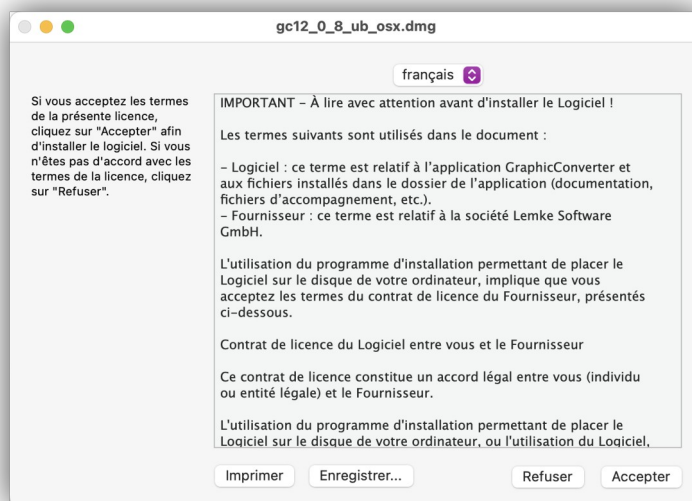 gc12_0_8_ub_osx.dmg
français
Si vous acceptez les termes
de la présente licence,
cliquez sur "Accepter" afin
d'installer le logiciel. Si vous
n'êtes pas d'accord avec les
termes de la licence, cliquez
sur "Refuser".
IMPORTANT – À lire avec attention avant d'installer le Logiciel !
Les termes suivants sont utilisés dans le document :
– Logiciel : ce terme est relatif à l’application GraphicConverter et
aux fichiers installés dans le dossier de l’application (documentation,
fichiers d’accompagnement, etc.).
– Fournisseur : ce terme est relatif à la société Lemke Software
GmbH.
L'utilisation du programme d'installation permettant de placer le
Logiciel sur le disque de votre ordinateur, implique que vous
acceptez les termes du contrat de licence du Fournisseur, présentés
ci-dessous.
Contrat de licence du Logiciel entre vous et le Fournisseur
Ce contrat de licence constitue un accord légal entre vous (individu
ou entité légale) et le Fournisseur.
L'utilisation du programme d'installation permettant de placer le
Logiciel sur le disque de votre ordinateur, ou l'utilisation du Logiciel,
Imprimer
Enregistrer...
Refuser
Accepter